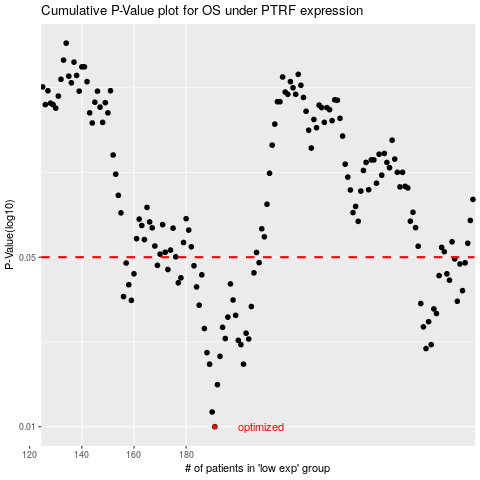 Cumulative P-Value plot for OS under PTRF expression
P-Value(log10)
0.05
0.01
optimized
120 140 160 180
# of patients in 'low exp' group